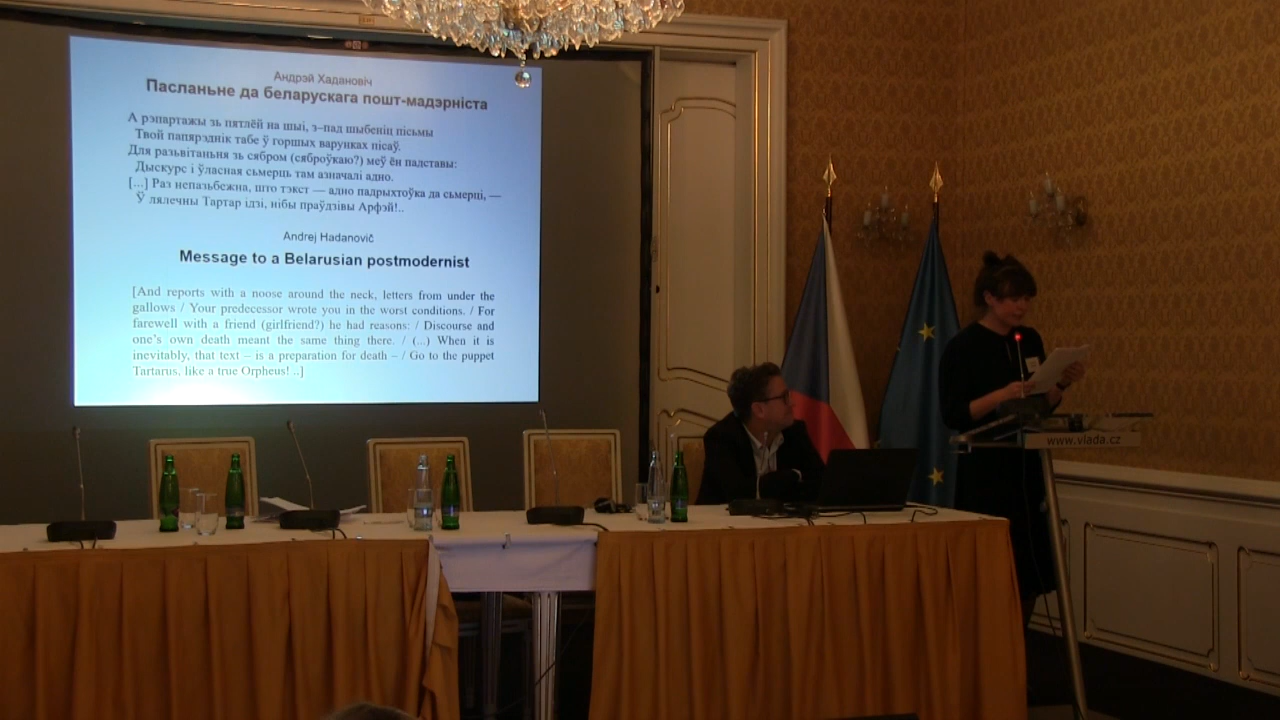 Андрэй Хадановіч
Пасланьне да беларускага пошт-мадэрніста
А рэпартажы зь пятлёй на шыі, з-пад шыбеніц пісьмы
Твой папярэднік табе ў горшых варунках пісаў.
Для разьвітаньня зь сябром (сяброўкаю?) меў ён падставы:
Дыскурс і ўласная сьмерць там азначалі адно.
[...] Раз непазьбежна, што тэкст — адно падрыхтоўка да сьмерці, —
Ў лялечны Тартар ідзі, нібы праўдзівы Арфэй!..
Andrej Hadanovič
Message to a Belarusian postmodernist
[And reports with a noose around the neck, letters from under the
gallows / Your predecessor wrote you in the worst conditions. / For
farewell with a friend (girlfriend?) he had reasons: / Discourse and
one's own death meant the same thing there. / (...) When it is
inevitably, that text – is a preparation for death – / Go to the puppet
Tartarus, like a true Orpheus! ..]
www.vlada.cz